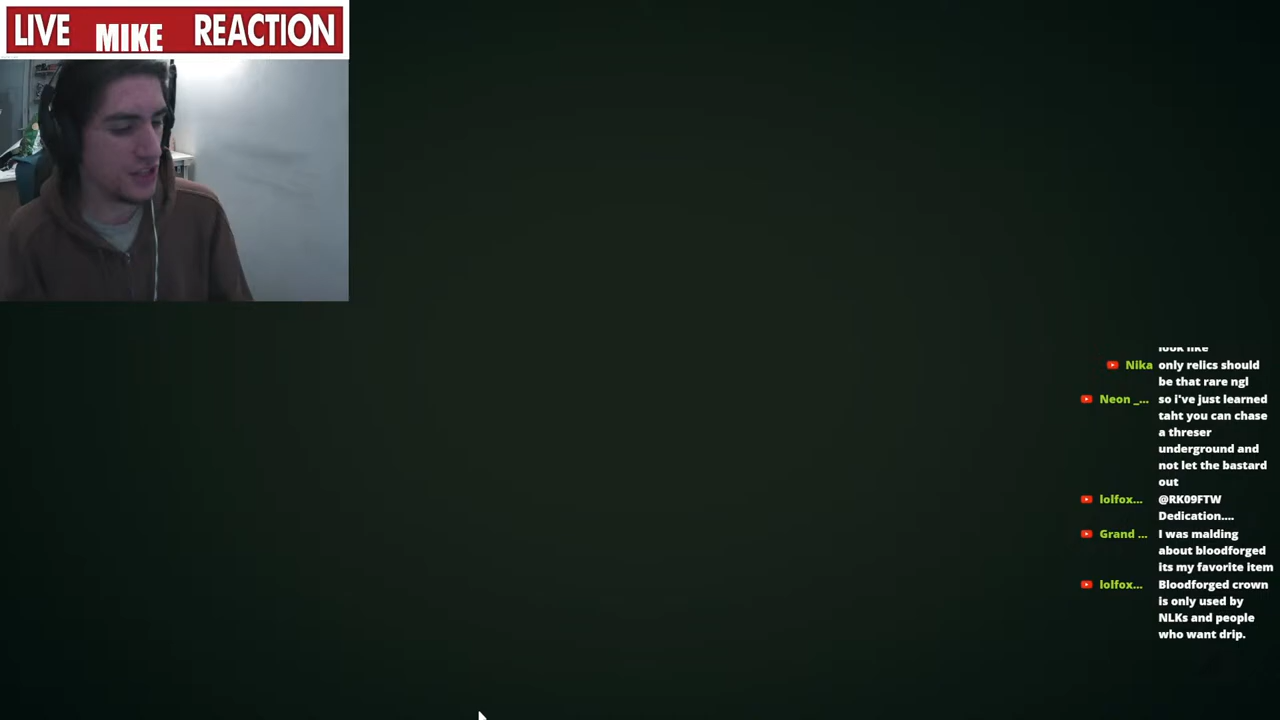 LIVE MIKE REACTION
look like
Nika only relics should
be that rare ngl
Neon _... so i've just learned
taht you can chase
a threser
underground and
not let the bastard
out
lolfox... @RK09FTW
Dedication....
Grand ... I was malding
about bloodforged
its my favorite item
lolfox... Bloodforged crown
is only used by
NLKs and people
who want drip.